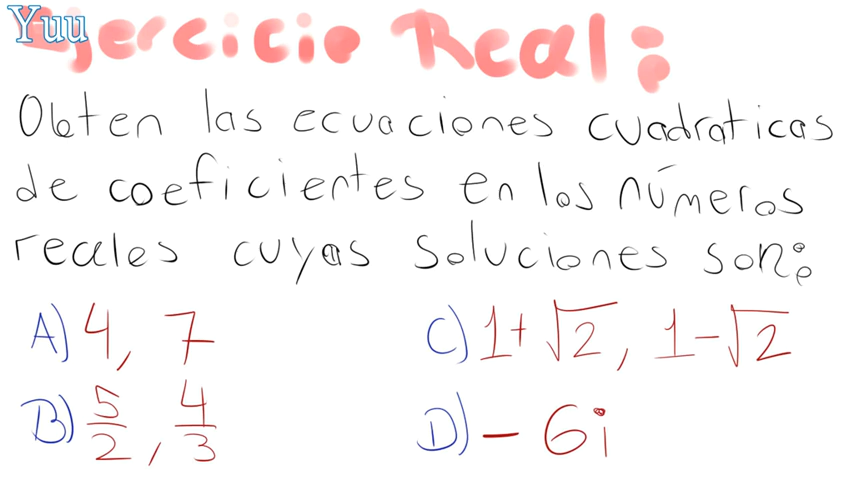 Yuu
Ejercicio Real:
Obten las ecuaciones cuadraticas
de coeficientes en los números
reales cuyas soluciones son:
A) 4, 7
C) 1+√2, 1-√2
B) 5/2, 4/3
D) -6i